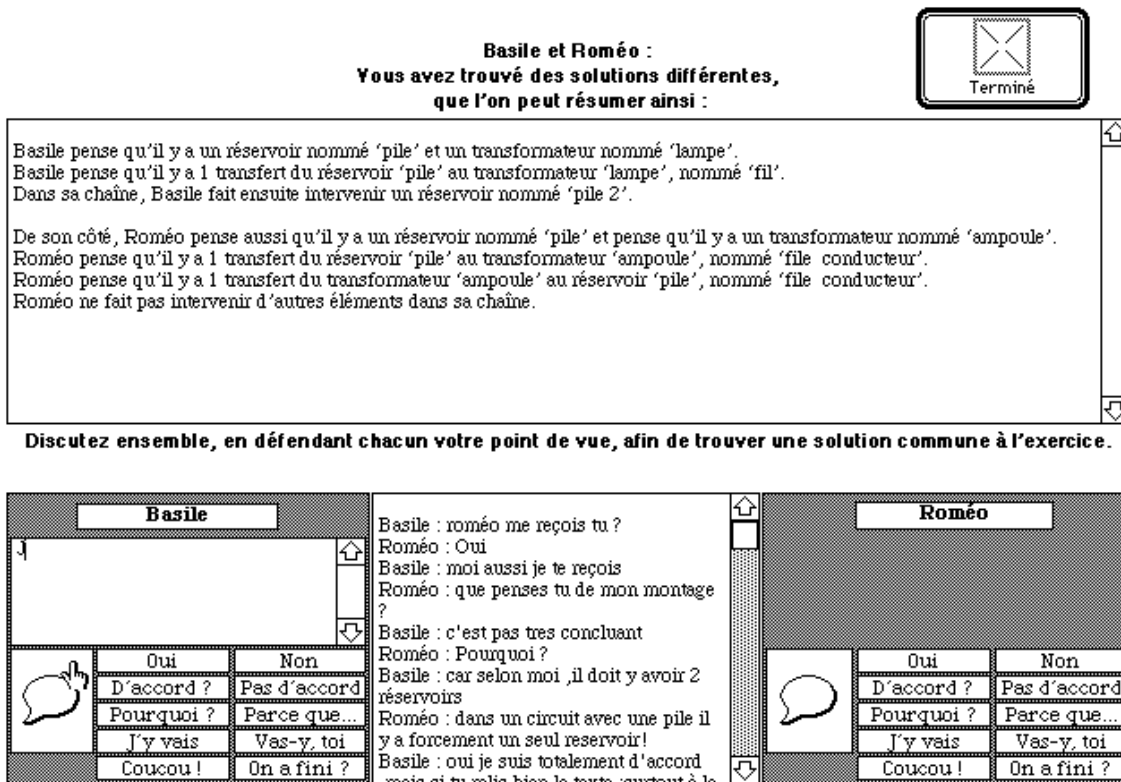 Basile et Roméo :
Vous avez trouvé des solutions différentes,
que l'on peut résumer ainsi :
Terminé
Basile pense qu'il y a un réservoir nommé 'pile' et un transformateur nommé 'lampe'.
Basile pense qu'il y a 1 transfert du réservoir 'pile' au transformateur 'lampe', nommé 'fil'.
Dans sa chaîne, Basile fait ensuite intervenir un réservoir nommé 'pile 2'.
De son côté, Roméo pense aussi qu'il y a un réservoir nommé 'pile' et pense qu'il y a un transformateur nommé 'ampoule'.
Roméo pense qu'il y a 1 transfert du réservoir 'pile' au transformateur 'ampoule', nommé 'file  conducteur'.
Roméo pense qu'il y a 1 transfert du transformateur 'ampoule' au réservoir 'pile', nommé 'file  conducteur'.
Roméo ne fait pas intervenir d'autres éléments dans sa chaîne.
Discutez ensemble, en défendant chacun votre point de vue, afin de trouver une solution commune à l'exercice.
Basile
J
Oui
Non
D'accord ?
Pas d'accord
Pourquoi ?
Parce que...
J'y vais
Vas-y, toi
Coucou !
On a fini ?
Basile : roméo me reçois tu ?
Roméo : Oui
Basile : moi aussi je te reçois
Roméo : que penses tu de mon montage
?
Basile : c'est pas tres concluant
Roméo : Pourquoi ?
Basile : car selon moi ,il doit y avoir 2
réservoirs
Roméo : dans un circuit avec une pile il
y a forcement un seul reservoir!
Basile : oui je suis totalement d'accord
,mais si tu relis bien le texte ,surtout à la
Roméo
Oui
Non
D'accord ?
Pas d'accord
Pourquoi ?
Parce que...
J'y vais
Vas-y, toi
Coucou !
On a fini ?